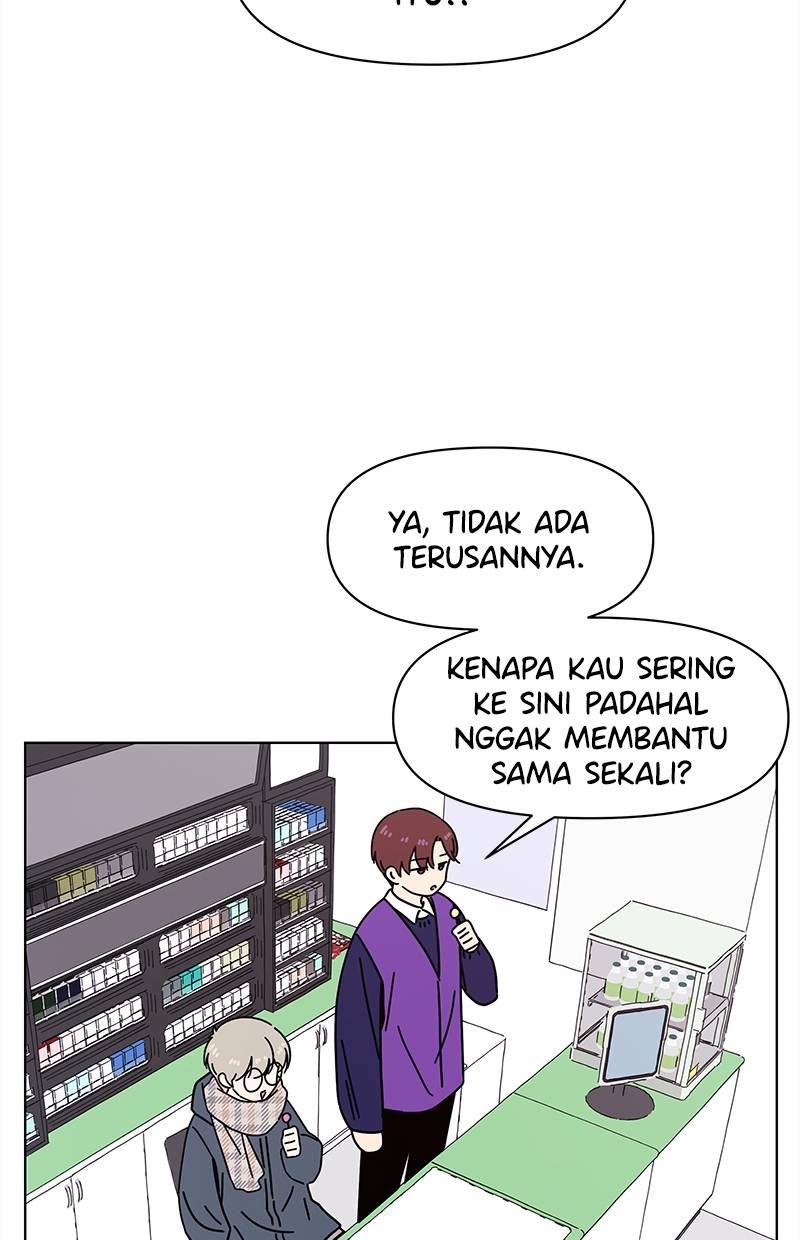 YA, TIDAK ADA
TERUSANNYA.
KENAPA KAU SERING
KE SINI PADAHAL
NGGAK MEMBANTU
SAMA SEKALI?